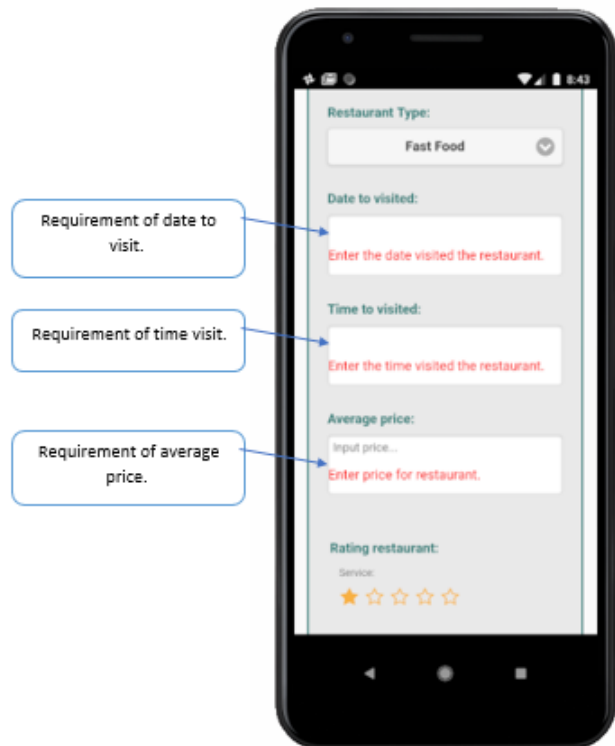 8:43
Restaurant Type:
Fast Food
Date to visited:
Enter the date visited the restaurant.
Time to visited:
Enter the time visited the restaurant.
Average price:
Input price...
Enter price for restaurant.
Rating restaurant:
Service:
Requirement of date to
visit.
Requirement of time visit.
Requirement of average
price.